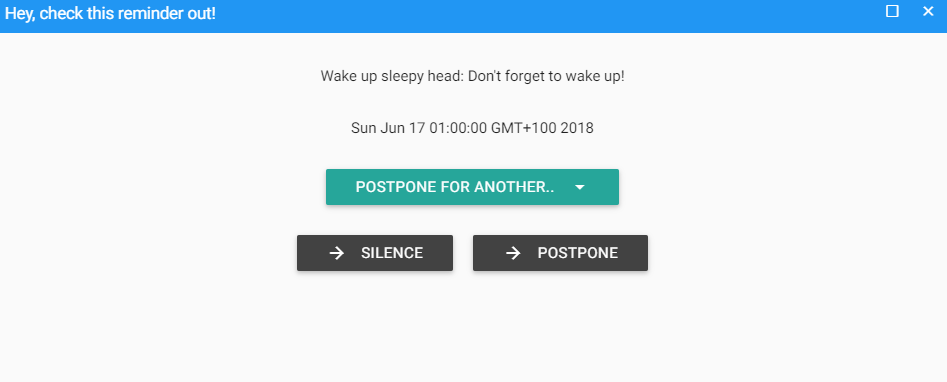 Hey, check this reminder out!
Wake up sleepy head: Don't forget to wake up!
Sun Jun 17 01:00:00 GMT+100 2018
POSTPONE FOR ANOTHER..
SILENCE
POSTPONE